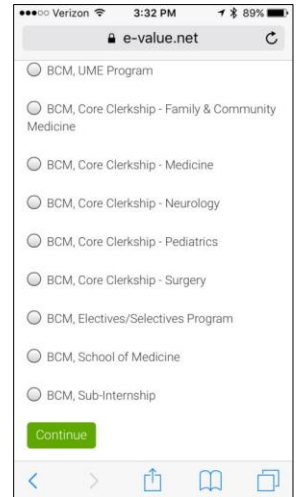 Verizon 3:32 PM 89%
e-value.net
BCM, UME Program
BCM, Core Clerkship - Family & Community
Medicine
BCM, Core Clerkship - Medicine
BCM, Core Clerkship - Neurology
BCM, Core Clerkship - Pediatrics
BCM, Core Clerkship - Surgery
BCM, Electives/Selectives Program
BCM, School of Medicine
BCM, Sub-Internship
Continue